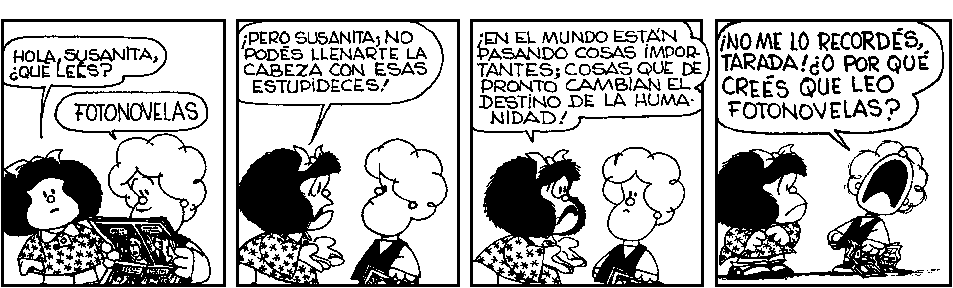 HOLA, SUSANITA,
¿QUÉ LEÉS?
FOTONOVELAS
¡PERO SUSANITA; NO
PODÉS LLENARTE LA
CABEZA CON ESAS
ESTUPIDECES!
¡EN EL MUNDO ESTÁN
PASANDO COSAS IMPOR-
TANTES; COSAS QUE DE
PRONTO CAMBIAN EL
DESTINO DE LA HUMA-
NIDAD!
¡NO ME LO RECORDÉS,
TARADA! ¿O POR QUÉ
CREÉS QUE LEO
FOTONOVELAS?